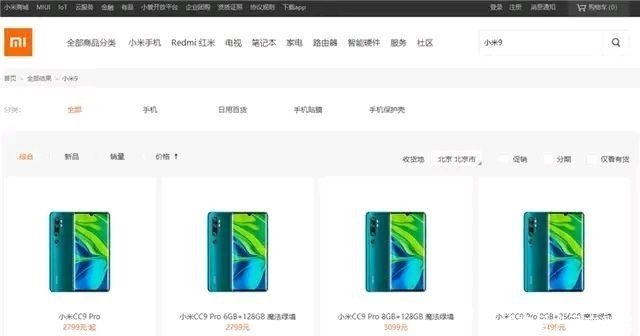 小米商城 MIUI IoT 云服务 金融 有品 小爱开放平台 企业团购 资质证照 协议规则 下载app 登录 注册 消息通知 购物车 (0)
mi 全部商品分类 小米手机 Redmi 红米 电视 笔记本 家电 路由器 智能硬件 服务 社区 小米9
首页 > 全部结果 > 小米9
分类: 全部 手机 日用百货 手机贴膜 手机保护壳
综合 新品 销量 价格 ↑ 收货地 北京 北京市 促销 分期 仅看有货
小米CC9 Pro 小米CC9 Pro 6GB+128GB 魔法绿境 小米CC9 Pro 8GB+128GB 魔法绿境 小米CC9 Pro 8GB+256GB 魔法绿境
2799元起 2799元 3099元